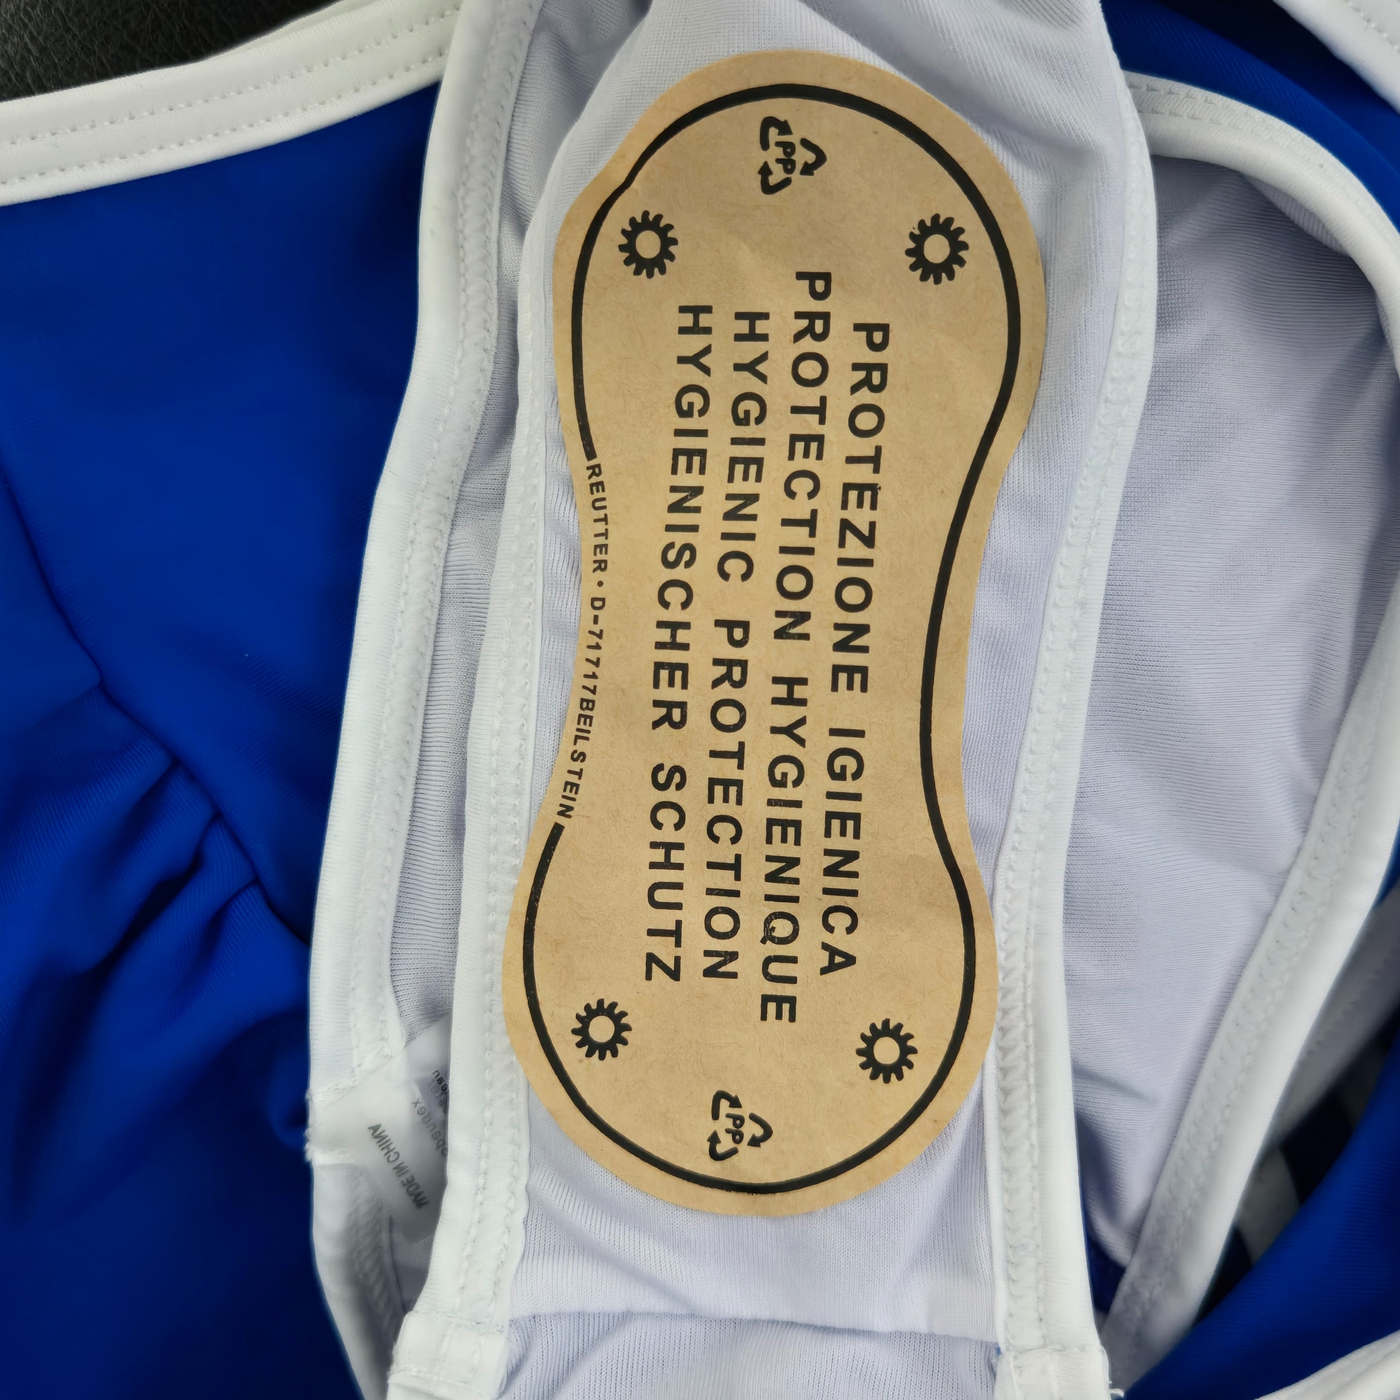 PP
PROTEZIONE IGIENICA
PROTECTION HYGIENIQUE
HYGIENIC PROTECTION
HYGIENISCHER SCHUTZ
REUTTER • D-71717BEILSTEIN
PP
MADE IN CHINA